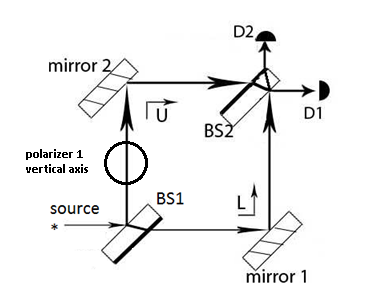 D2
mirror 2
D1
U
BS2
polarizer 1
vertical axis
source
*
BS1
L
mirror 1